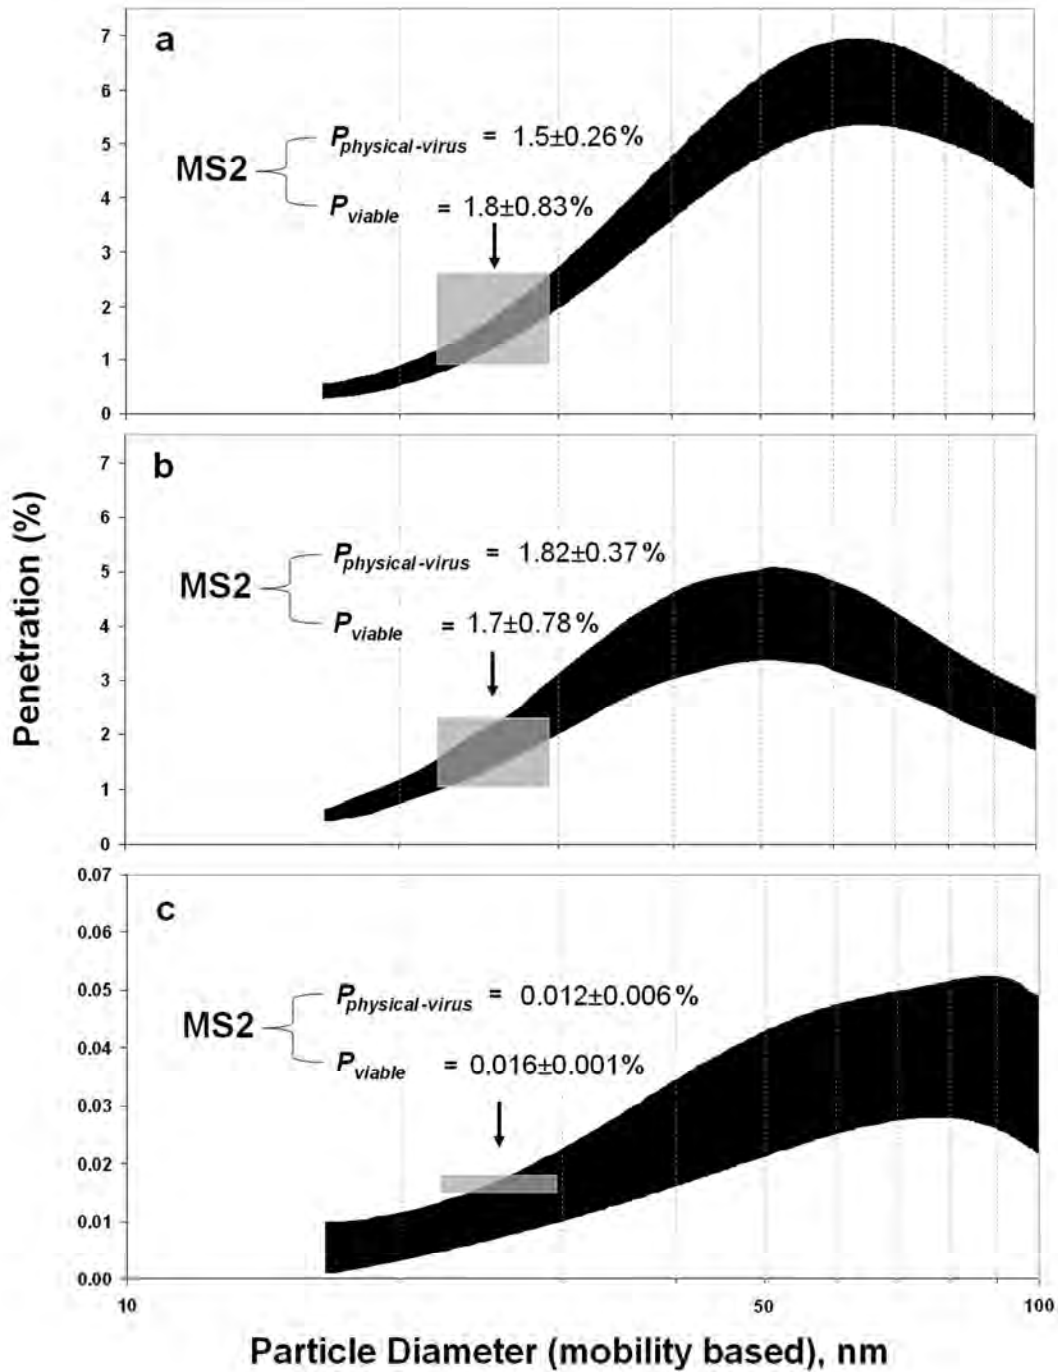 a
7
6
5
4
3
2
1
0
MS2
Pphysical-virus = 1.5±0.26%
Pviable = 1.8±0.83%
b
7
6
5
4
3
2
1
0
MS2
Pphysical-virus = 1.82±0.37%
Pviable = 1.7±0.78%
Penetration (%)
c
0.07
0.06
0.05
0.04
0.03
0.02
0.01
0.00
MS2
Pphysical-virus = 0.012±0.006%
Pviable = 0.016±0.001%
10 50 100
Particle Diameter (mobility based), nm